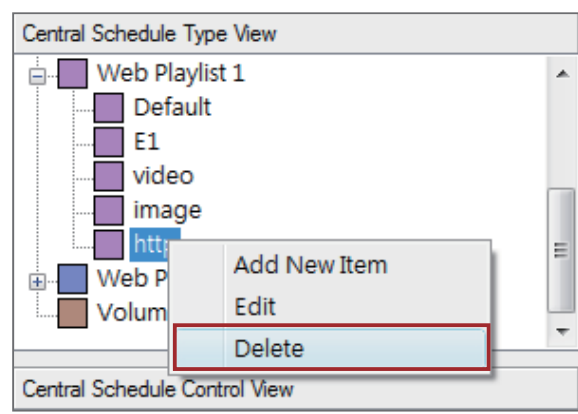 Central Schedule Type View
Web Playlist 1
Default
E1
video
image
http
Add New Item
Web P
Edit
Volum
Delete
Central Schedule Control View